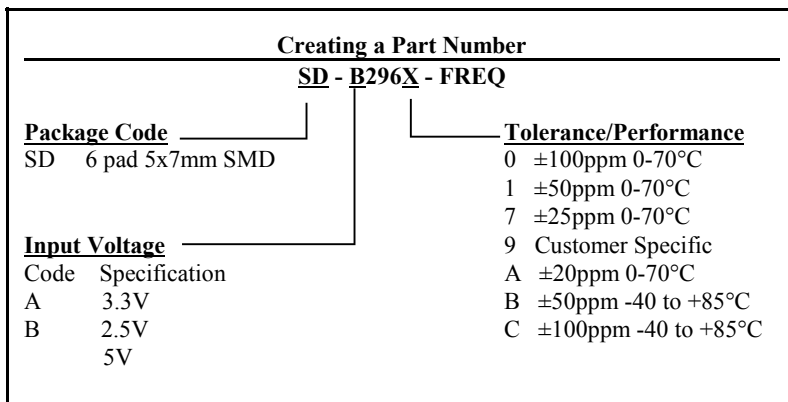 Creating a Part Number
SD - B296X - FREQ
Package Code
SD 6 pad 5x7mm SMD
Input Voltage
Code Specification
A 3.3V
B 2.5V
5V
Tolerance/Performance
0 ±100ppm 0-70°C
1 ±50ppm 0-70°C
7 ±25ppm 0-70°C
9 Customer Specific
A ±20ppm 0-70°C
B ±50ppm -40 to +85°C
C ±100ppm -40 to +85°C